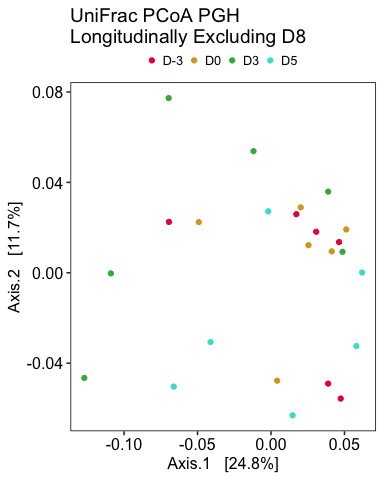 UniFrac PCoA PGH
Longitudinally Excluding D8
D-3 D0 D3 D5
0.08
0.04
0.00
-0.04
Axis.2 [11.7%]
-0.10 -0.05 0.00 0.05
Axis.1 [24.8%]